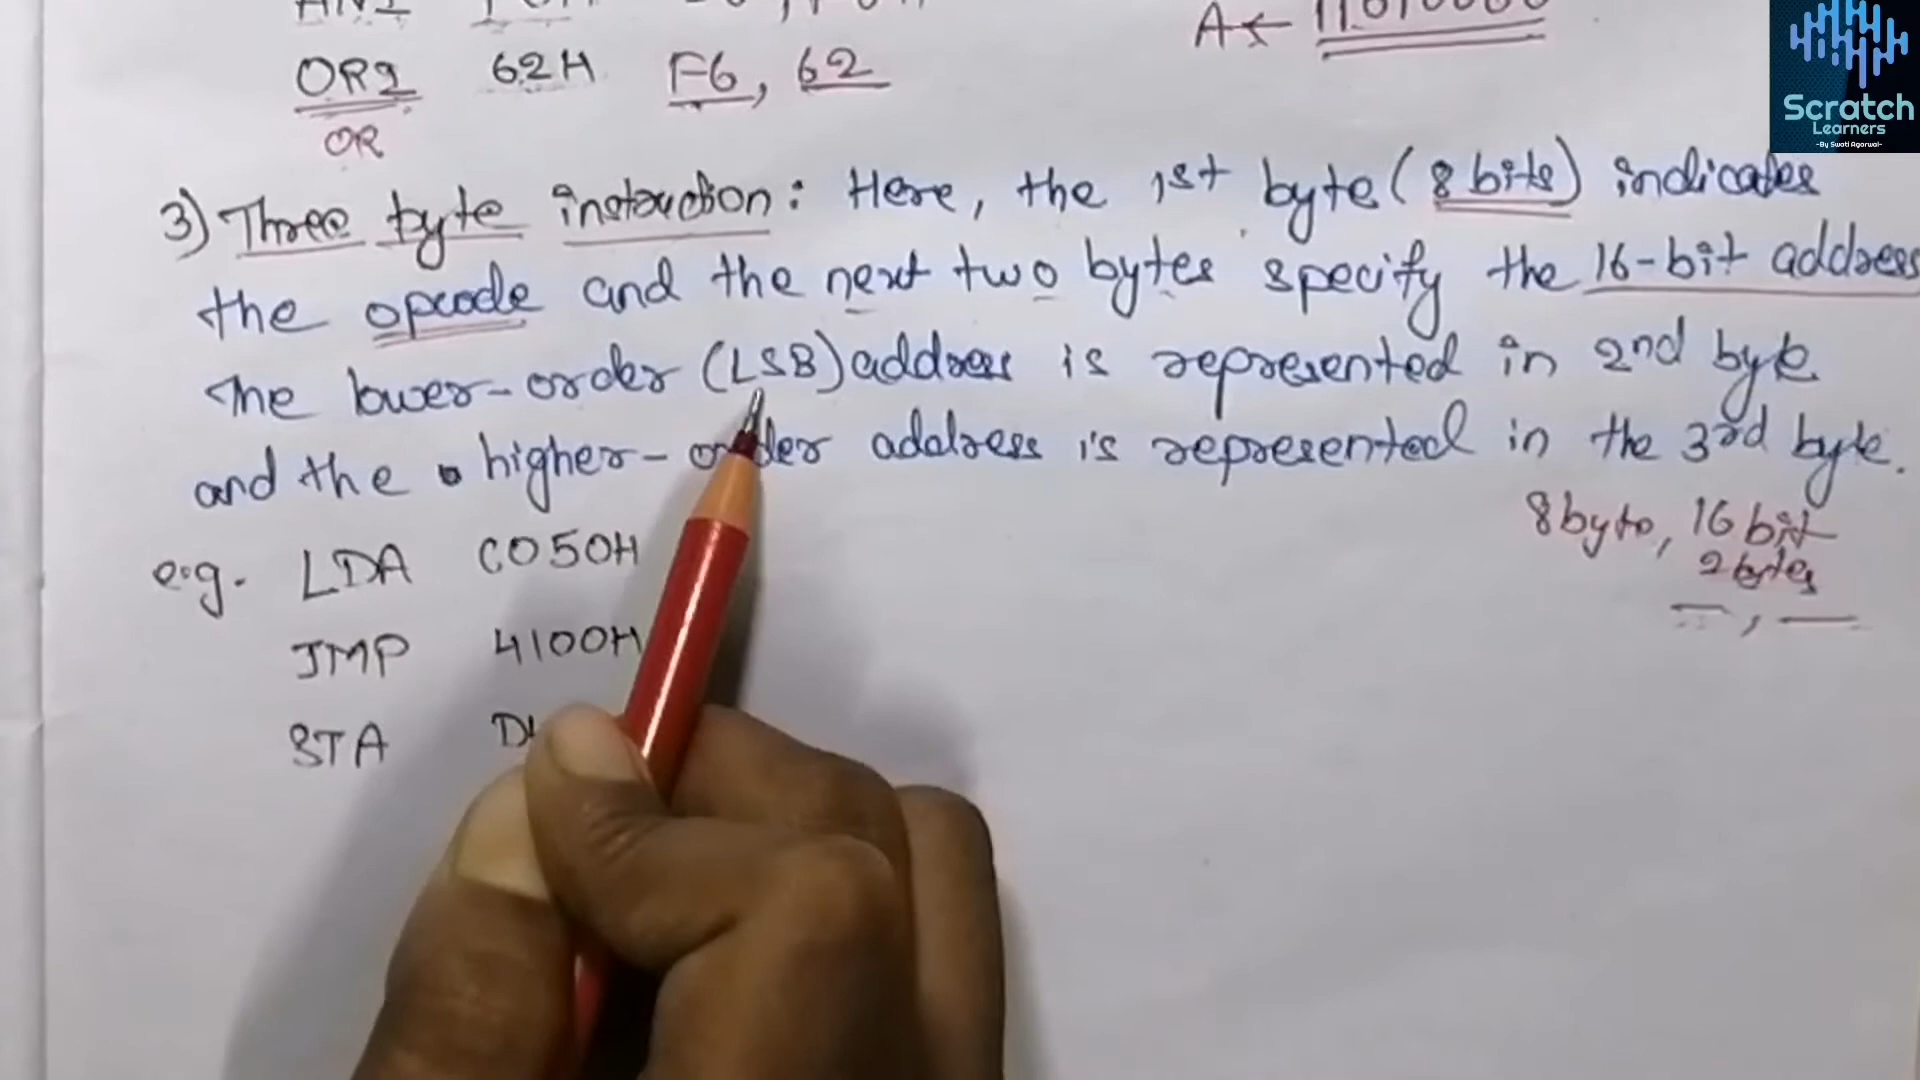 A← 11010000
ORI 62H F6, 62
OR
3) Three byte instruction: Here, the 1st byte (8 bits) indicates
the opcode and the next two bytes specify the 16-bit address
The lower-order (LSB) address is represented in 2nd byte
and the higher-order address is represented in the 3rd byte.
8 byte, 16 bit
2 bytes
e.g. LDA C050H
JMP 4100H
STA
Scratch
Learners
-By Swati Agarwal-